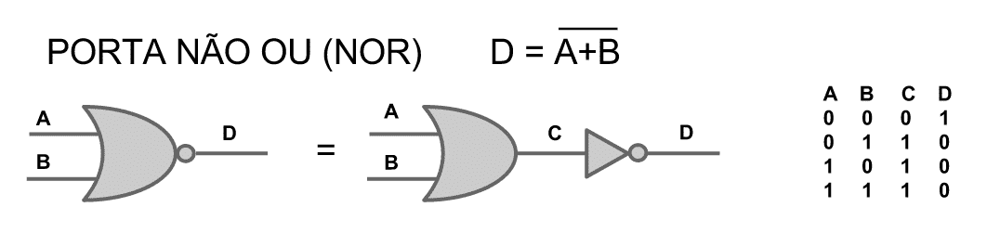 PORTA NÃO OU (NOR) D = A+B
A
B
D
=
A
B
C
D
A B C D
0 0 0 1
0 1 1 0
1 0 1 0
1 1 1 0